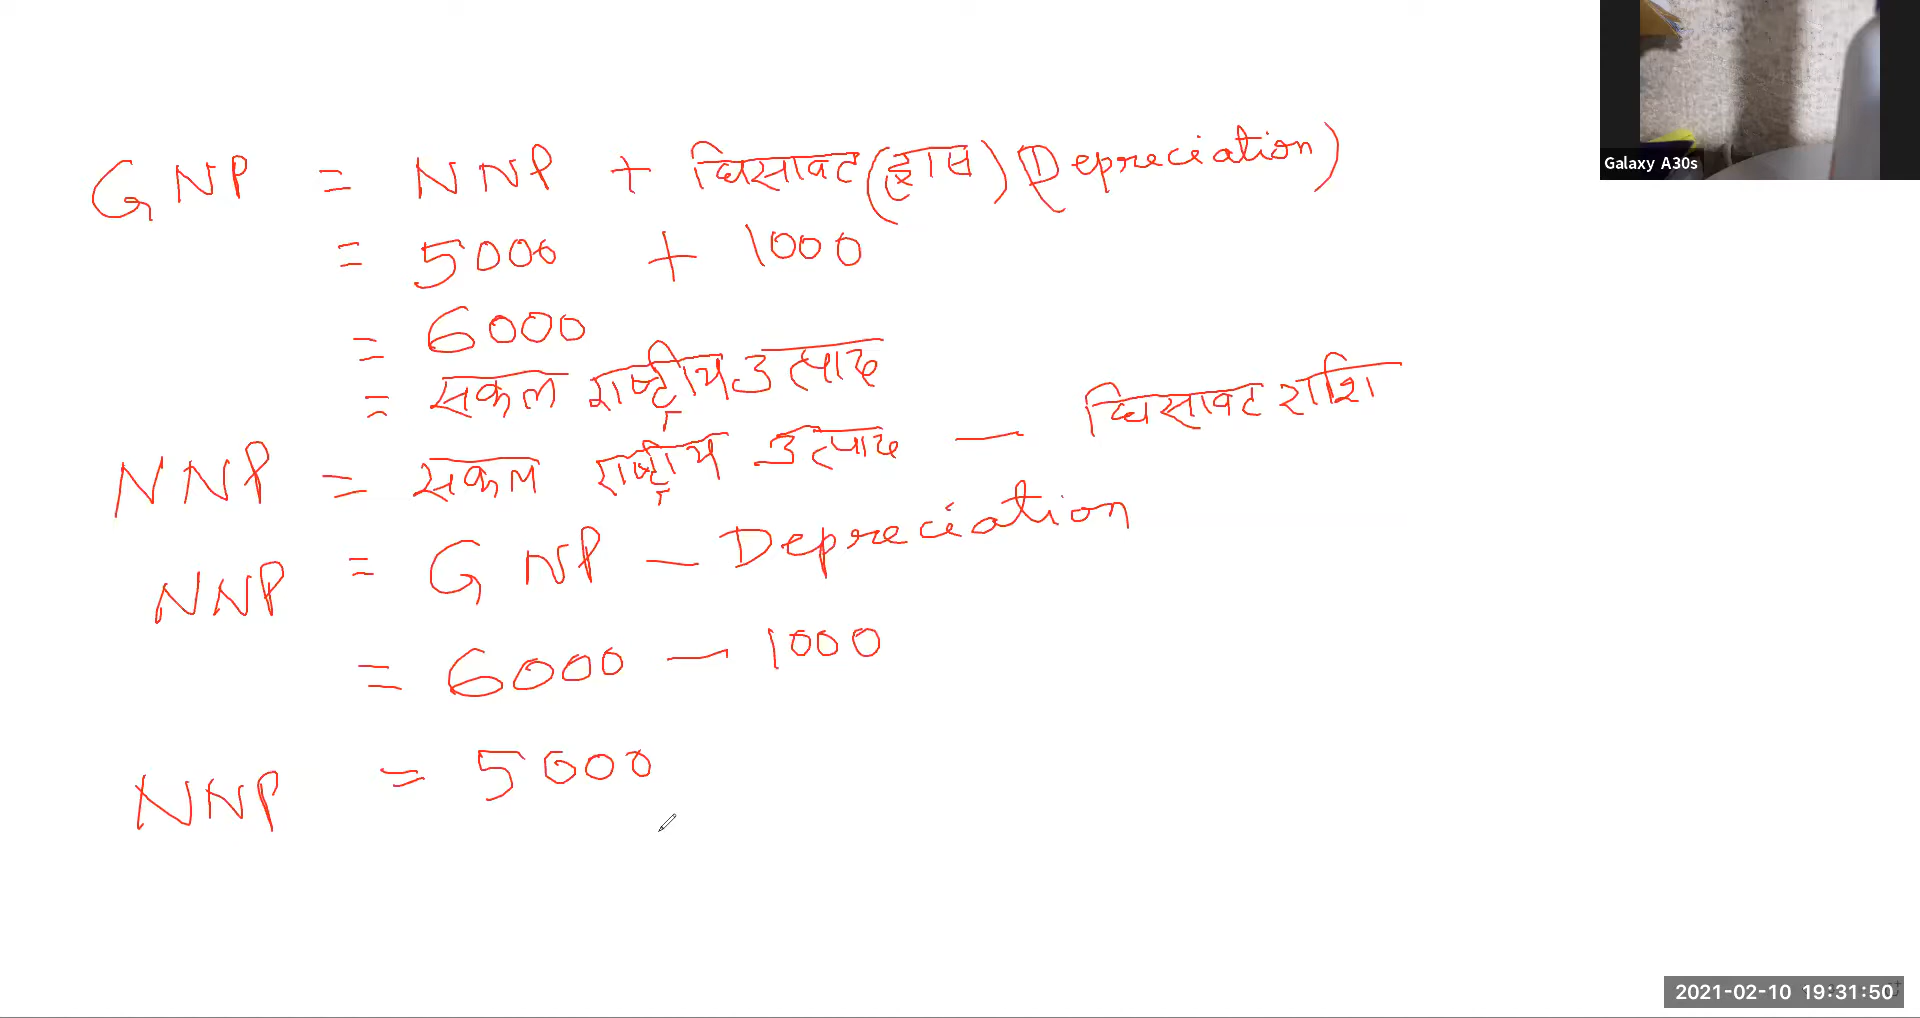 GNP = NNP + घिसावट (ह्रास) (Depreciation)
= 5000 + 1000
= 6000
= सकल राष्ट्रीय उत्पाद
NNP = सकल राष्ट्रीय उत्पाद — घिसावट राशि
NNP = GNP — Depreciation
= 6000 — 1000
NNP = 5000
Galaxy A30s
2021-02-10 19:31:50